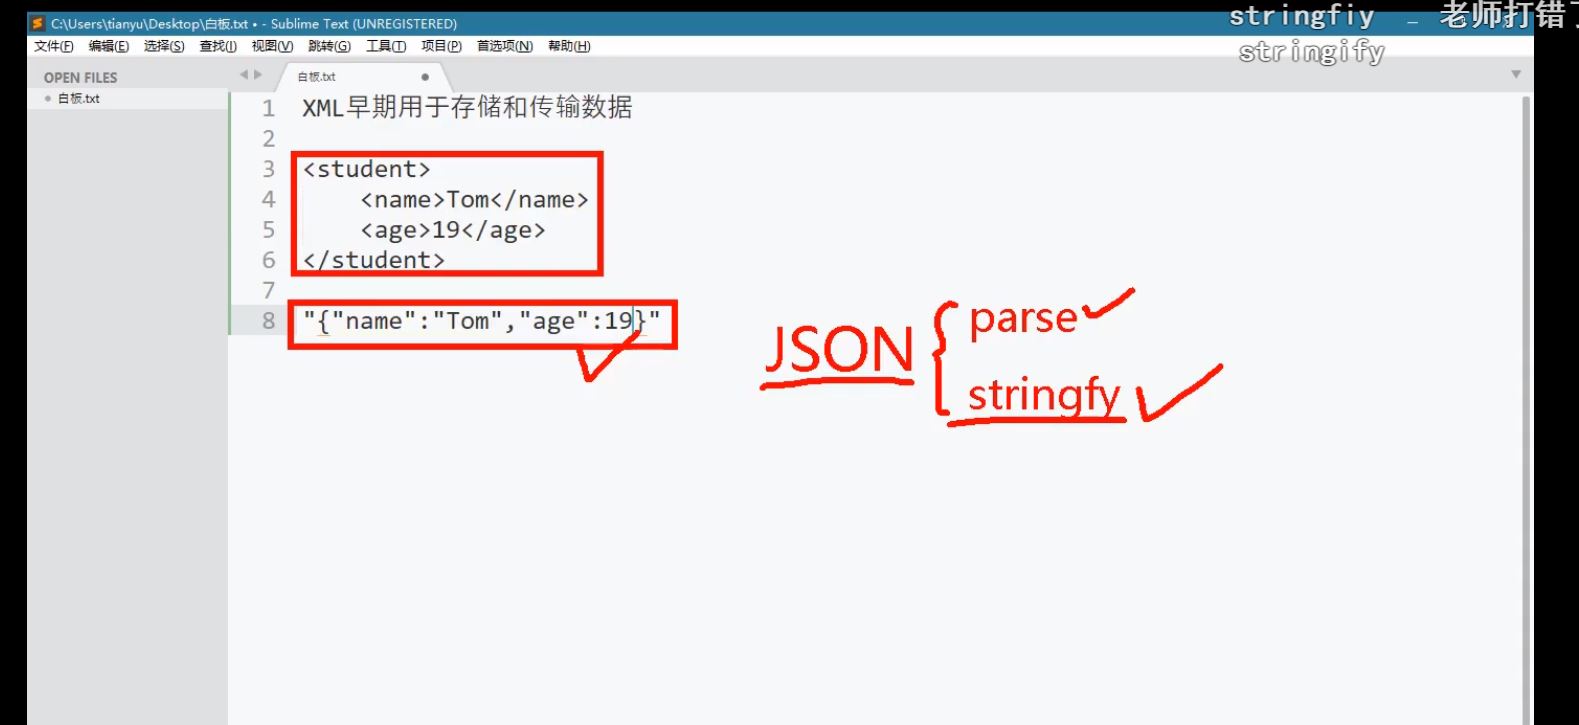 C:\Users\tianyu\Desktop\白板.txt • - Sublime Text (UNREGISTERED)
stringfiy
老师打错了
stringify
文件(F) 编辑(E) 选择(S) 查找(I) 视图(V) 跳转(G) 工具(T) 项目(P) 首选项(N) 帮助(H)
OPEN FILES
白板.txt
白板.txt
1 XML早期用于存储和传输数据
2
3 <student>
4 <name>Tom</name>
5 <age>19</age>
6 </student>
7
8 "{"name":"Tom","age":19}"
JSON
parse
stringfy